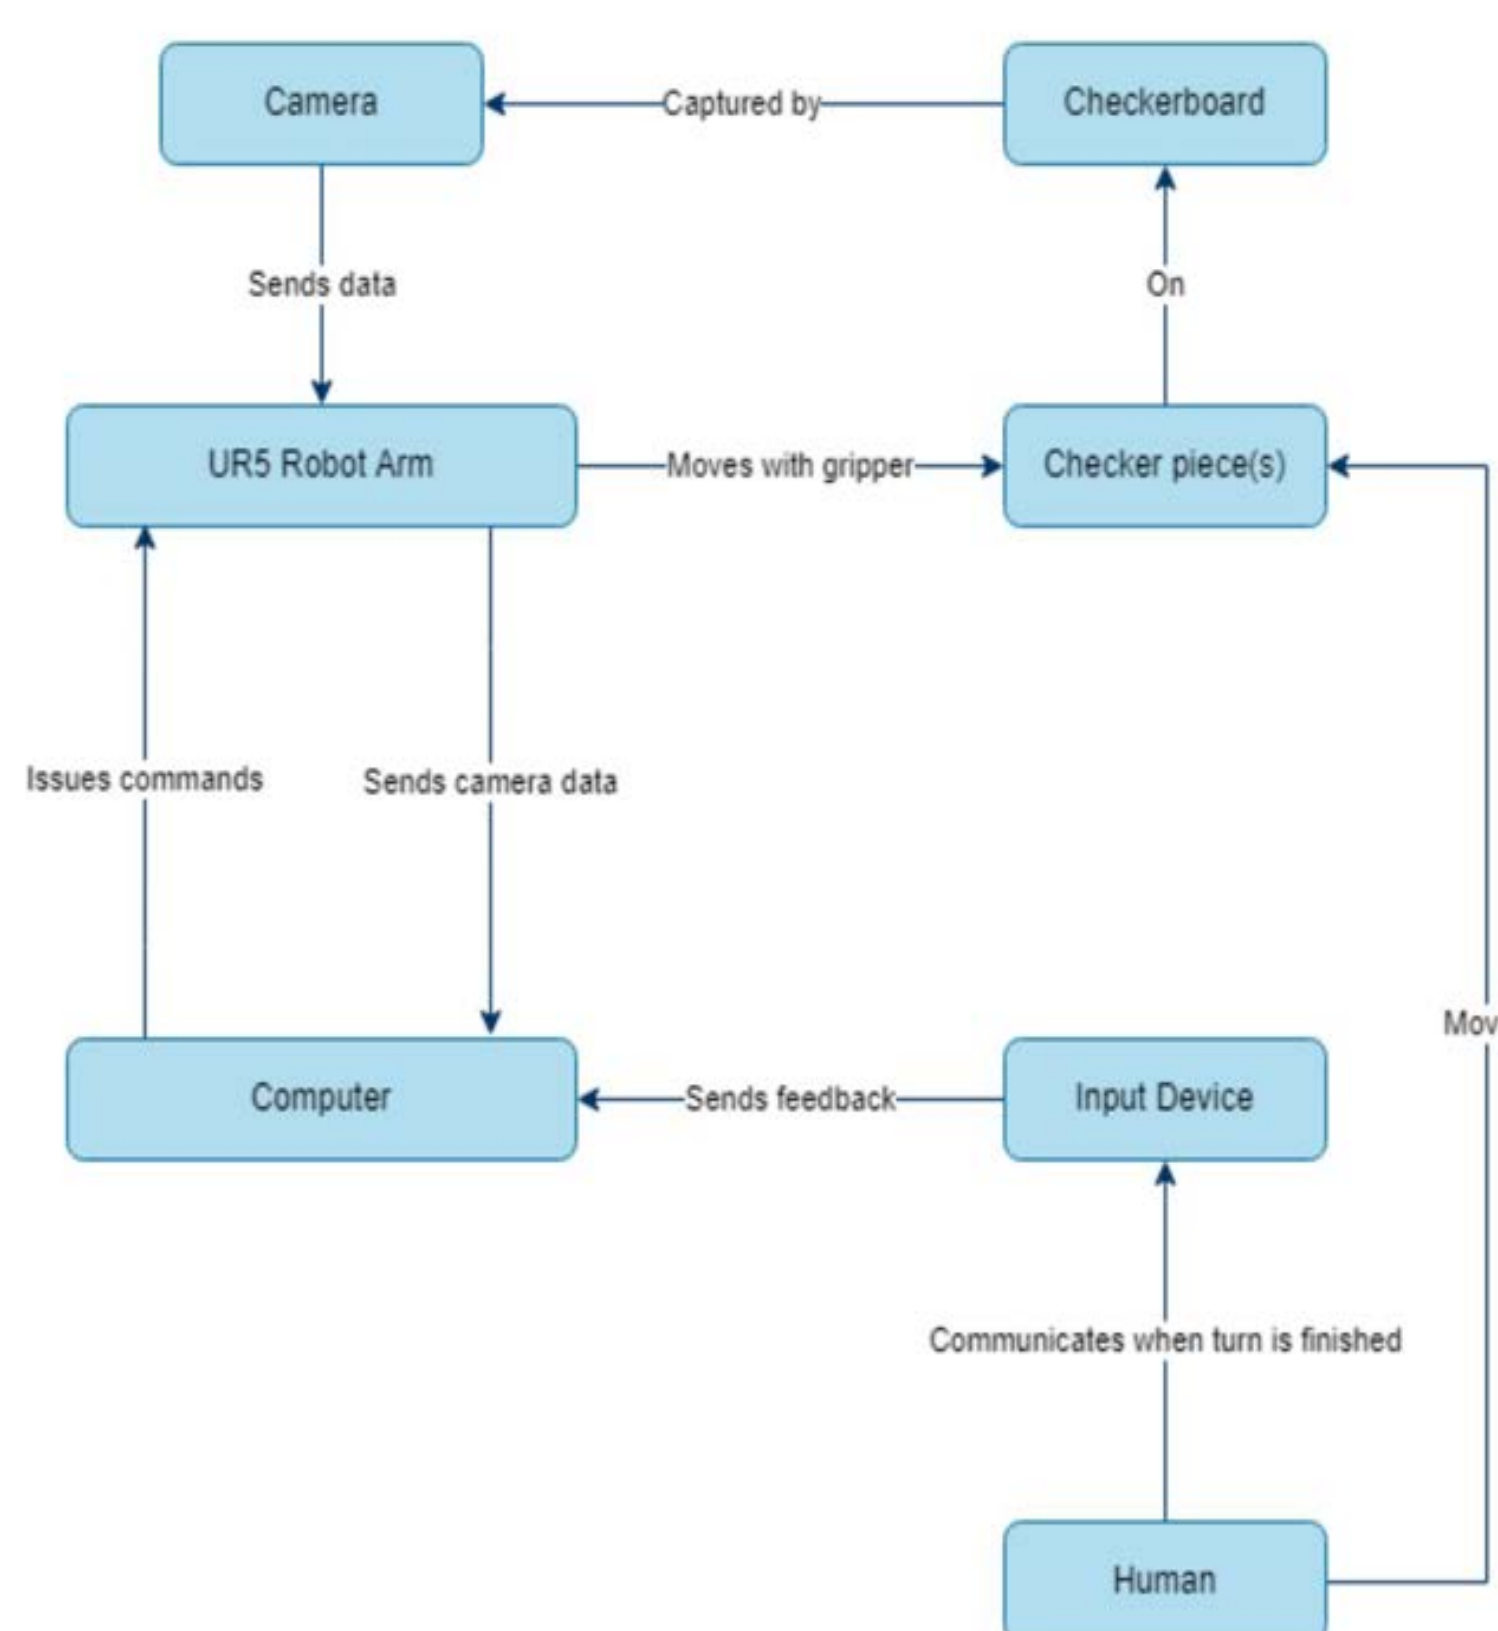 Camera
Captured by
Checkerboard
Sends data
On
UR5 Robot Arm
Moves with gripper
Checker piece(s)
Issues commands
Sends camera data
Mov
Computer
Sends feedback
Input Device
Communicates when turn is finished
Human